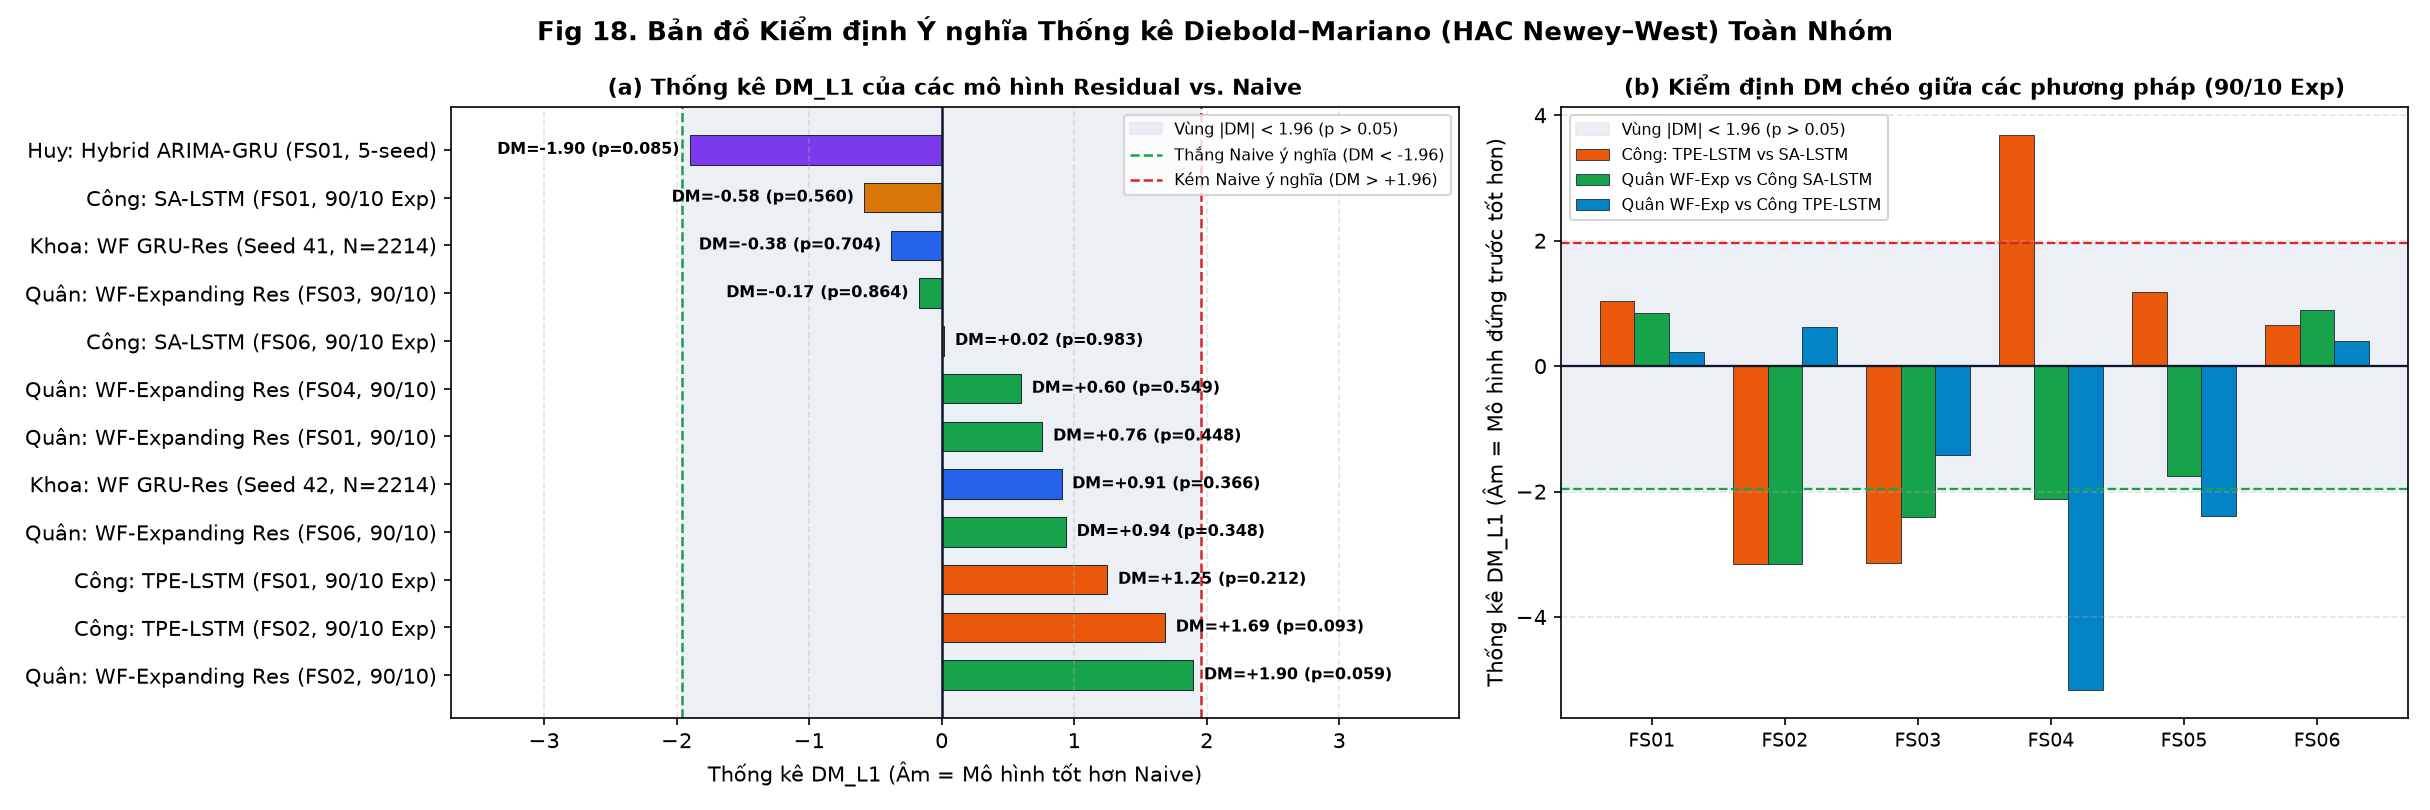 Fig 18. Bản đồ Kiểm định Ý nghĩa Thống kê Diebold–Mariano (HAC Newey–West) Toàn Nhóm
(a) Thống kê DM_L1 của các mô hình Residual vs. Naive
Huy: Hybrid ARIMA-GRU (FS01, 5-seed)
Công: SA-LSTM (FS01, 90/10 Exp)
Khoa: WF GRU-Res (Seed 41, N=2214)
Quân: WF-Expanding Res (FS03, 90/10)
Công: SA-LSTM (FS06, 90/10 Exp)
Quân: WF-Expanding Res (FS04, 90/10)
Quân: WF-Expanding Res (FS01, 90/10)
Khoa: WF GRU-Res (Seed 42, N=2214)
Quân: WF-Expanding Res (FS06, 90/10)
Công: TPE-LSTM (FS01, 90/10 Exp)
Công: TPE-LSTM (FS02, 90/10 Exp)
Quân: WF-Expanding Res (FS02, 90/10)
DM=-1.90 (p=0.085)
DM=-0.58 (p=0.560)
DM=-0.38 (p=0.704)
DM=-0.17 (p=0.864)
DM=+0.02 (p=0.983)
DM=+0.60 (p=0.549)
DM=+0.76 (p=0.448)
DM=+0.91 (p=0.366)
DM=+0.94 (p=0.348)
DM=+1.25 (p=0.212)
DM=+1.69 (p=0.093)
DM=+1.90 (p=0.059)
Vùng |DM| < 1.96 (p > 0.05)
Thắng Naive ý nghĩa (DM < -1.96)
Kém Naive ý nghĩa (DM > +1.96)
−3 −2 −1 0 1 2 3
Thống kê DM_L1 (Âm = Mô hình tốt hơn Naive)
(b) Kiểm định DM chéo giữa các phương pháp (90/10 Exp)
Thống kê DM_L1 (Âm = Mô hình đứng trước tốt hơn)
4
2
0
−2
−4
Vùng |DM| < 1.96 (p > 0.05)
Công: TPE-LSTM vs SA-LSTM
Quân WF-Exp vs Công SA-LSTM
Quân WF-Exp vs Công TPE-LSTM
FS01 FS02 FS03 FS04 FS05 FS06